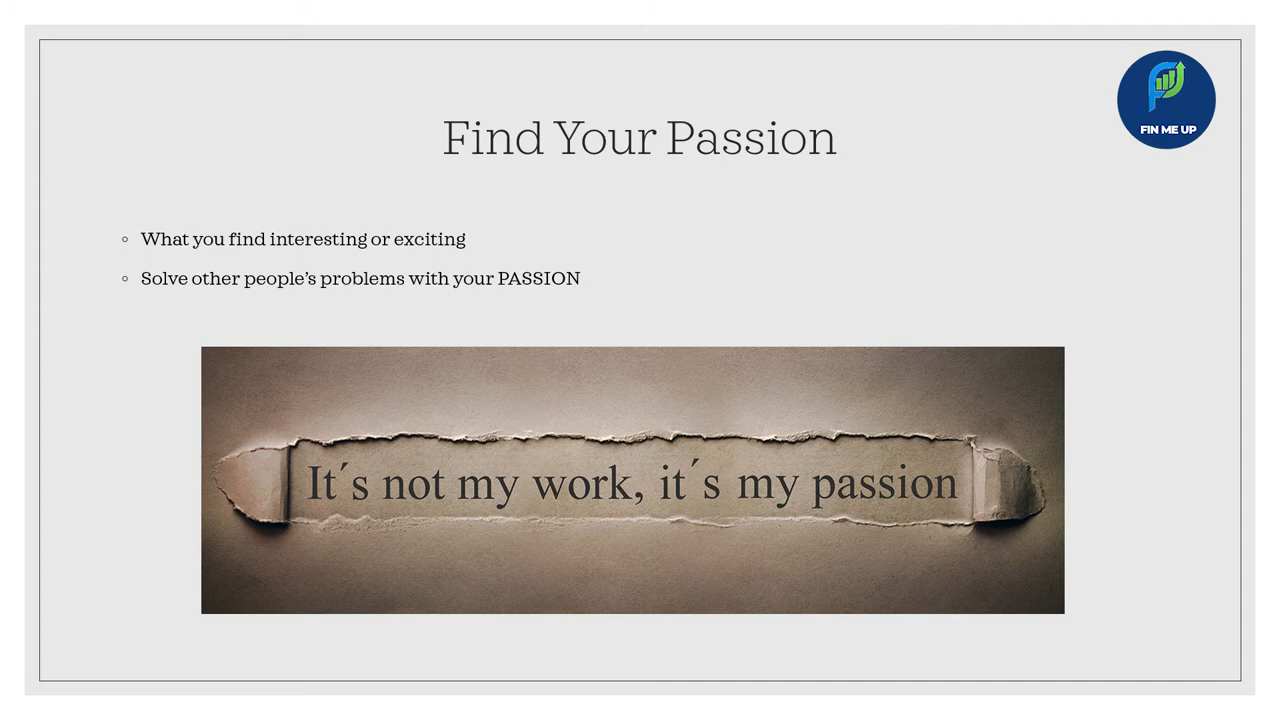 FIN ME UP
Find Your Passion
What you find interesting or exciting
Solve other people’s problems with your PASSION
It´s not my work, it´s my passion